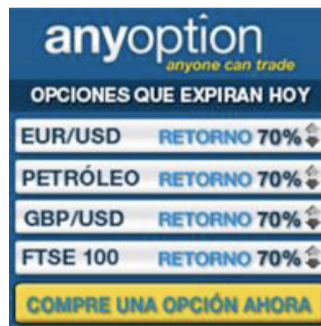 anyoption
anyone can trade
OPCIONES QUE EXPIRAN HOY
EUR/USD RETORNO 70%
PETRÓLEO RETORNO 70%
GBP/USD RETORNO 70%
FTSE 100 RETORNO 70%
COMPRE UNA OPCIÓN AHORA